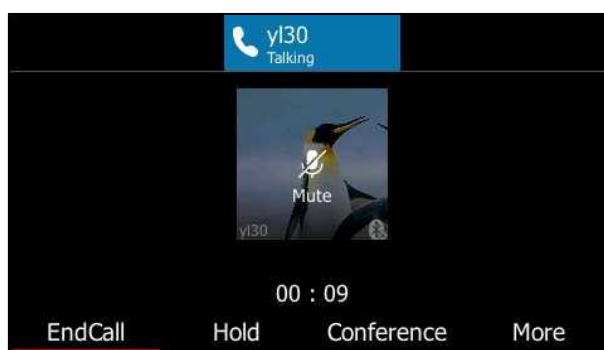 yl30
Talking
Mute
yl30
00 : 09
EndCall Hold Conference More